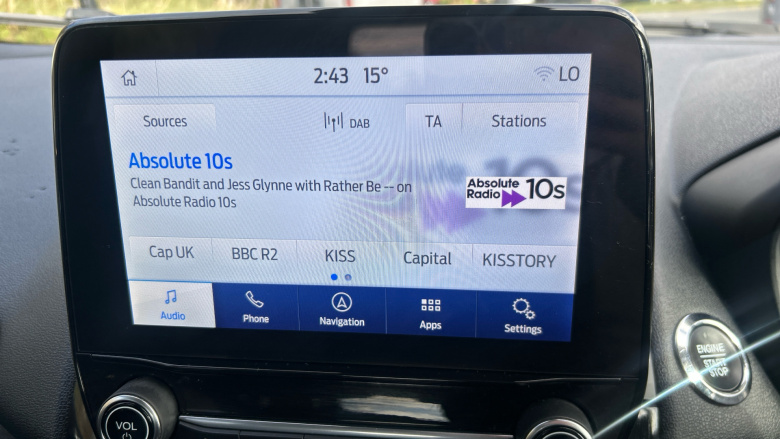 2:43 15° LO
Sources DAB TA Stations
Absolute 10s
Clean Bandit and Jess Glynne with Rather Be -- on
Absolute Radio 10s
Absolute
Radio 10s
Cap UK BBC R2 KISS Capital KISSTORY
Audio Phone Navigation Apps Settings
ENGINE
START
STOP
VOL